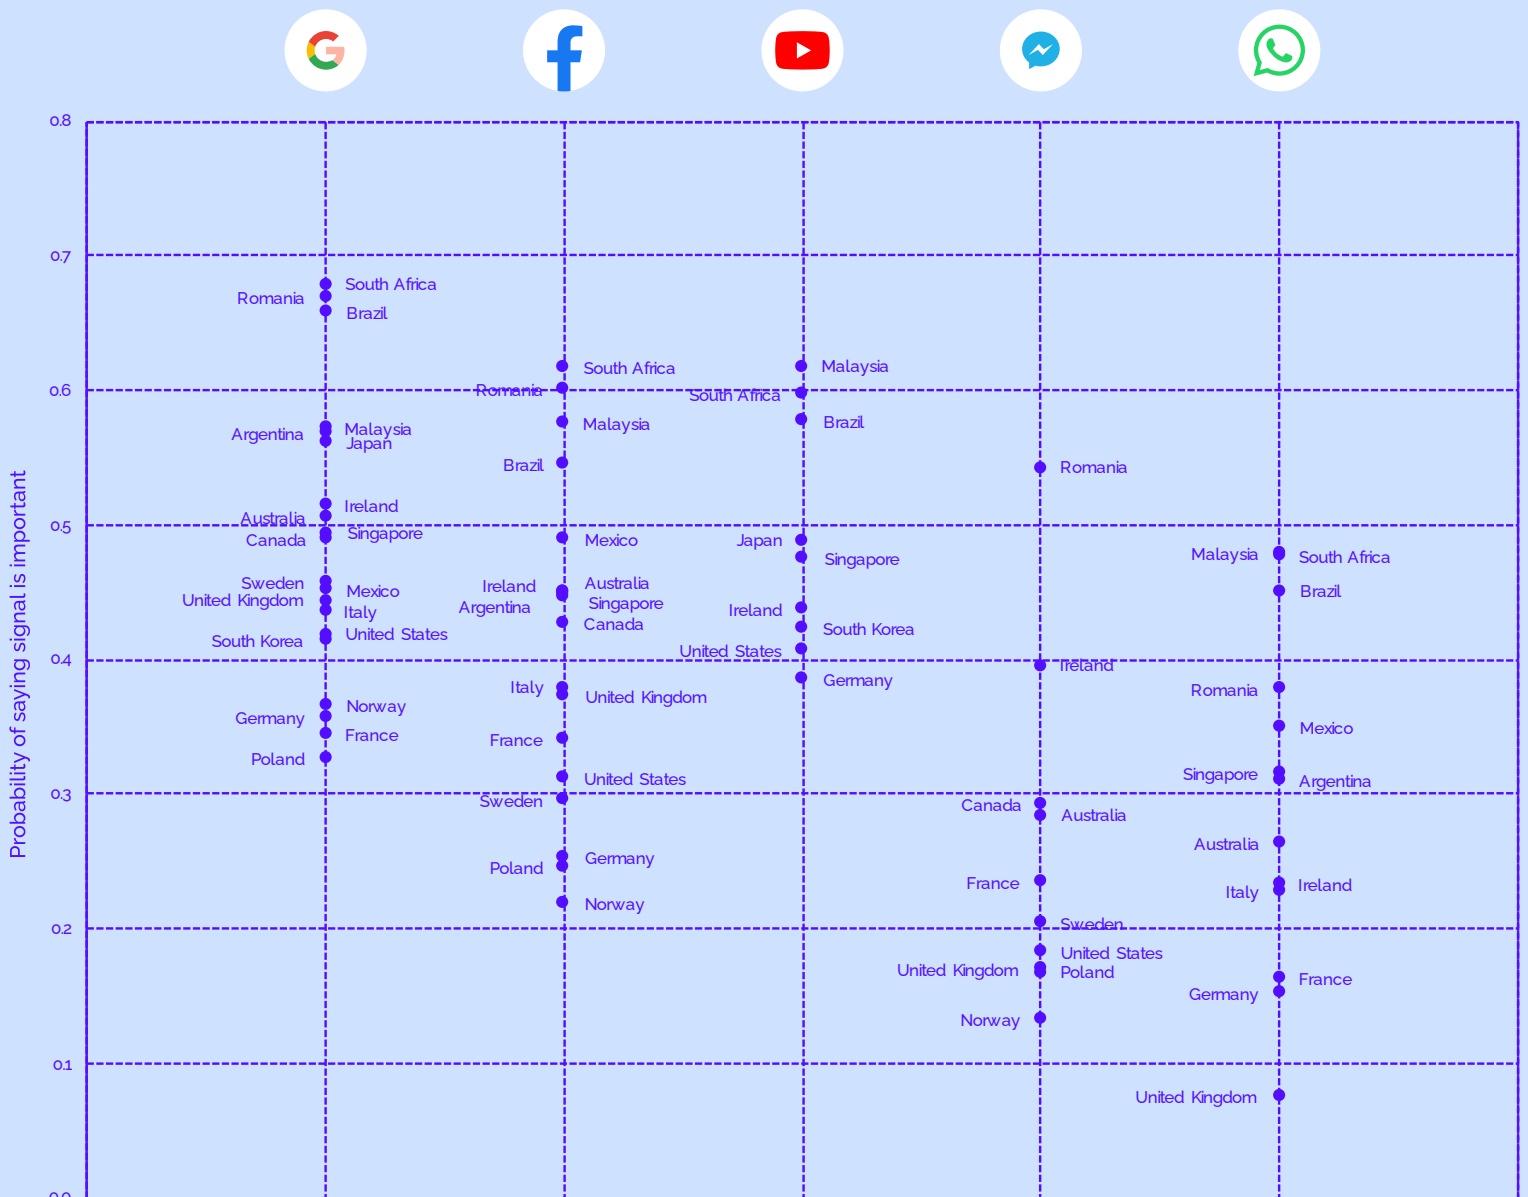 0.8
0.7
South Africa
Romania
Brazil
South Africa
Malaysia
0.6
Romania
South Africa
Malaysia
Brazil
Argentina
Malaysia
Japan
Brazil
Romania
Ireland
Australia
0.5
Canada
Singapore
Mexico
Japan
Singapore
Malaysia
South Africa
Sweden
Mexico
United Kingdom
Italy
Ireland
Australia
Argentina
Singapore
Canada
Ireland
South Korea
Brazil
South Korea
United States
United States
0.4
Ireland
Germany
Italy
United Kingdom
Romania
Norway
Germany
France
Poland
France
Mexico
United States
Singapore
Argentina
0.3
Sweden
Canada
Australia
Australia
Germany
Poland
Norway
France
Sweden
Ireland
Italy
0.2
United States
United Kingdom
Poland
Norway
France
Germany
0.1
United Kingdom
Probability of saying signal is important